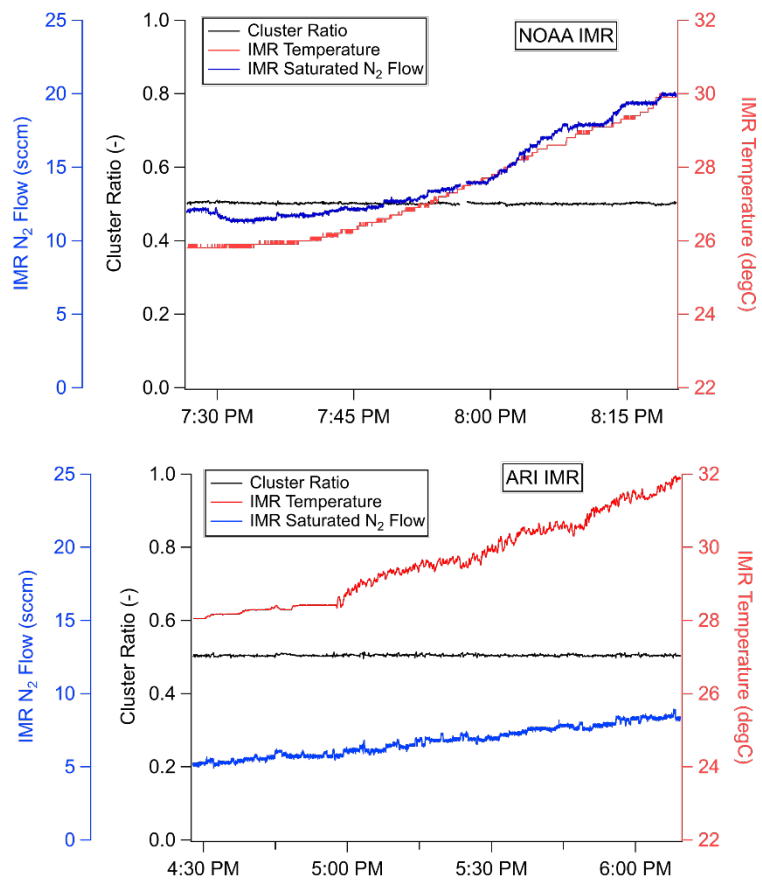 NOAA IMR
Cluster Ratio
IMR Temperature
IMR Saturated N₂ Flow
IMR N₂ Flow (sccm)
25
20
15
10
5
0
Cluster Ratio (-)
1.0
0.8
0.6
0.4
0.2
0.0
IMR Temperature
(degC)
32
30
28
26
24
22
7:30 PM
7:45 PM
8:00 PM
8:15 PM
ARI IMR
Cluster Ratio
IMR Temperature
IMR Saturated N₂ Flow
IMR N₂ Flow (sccm)
25
20
15
10
5
0
Cluster Ratio (-)
1.0
0.8
0.6
0.4
0.2
0.0
IMR Temperature
(degC)
32
30
28
26
24
22
4:30 PM
5:00 PM
5:30 PM
6:00 PM